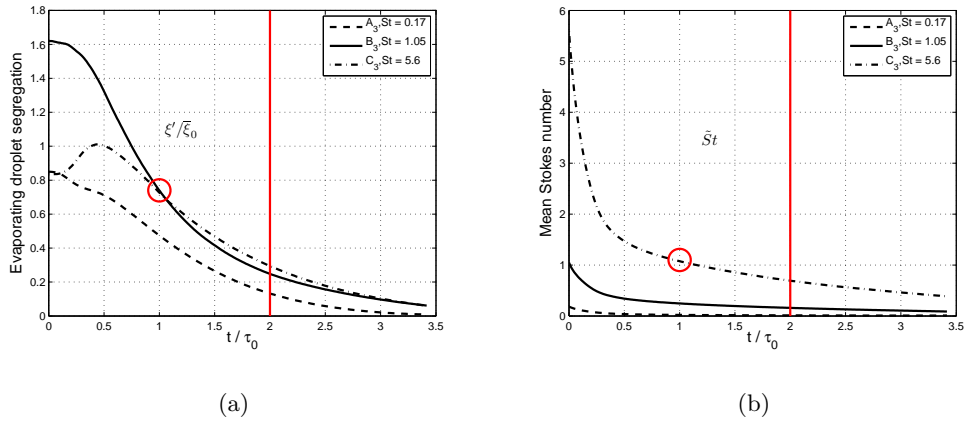 Evaporating droplet segregation
1.8
1.6
1.4
1.2
1
0.8
0.6
0.4
0.2
0
0 0.5 1 1.5 2 2.5 3 3.5
t / τ₀
ξ′/ξ̅₀
A₃,St = 0.17
B₃,St = 1.05
C₃,St = 5.6
(a)
Mean Stokes number
6
5
4
3
2
1
0
0 0.5 1 1.5 2 2.5 3 3.5
t / τ₀
S̃t
A₃,St = 0.17
B₃,St = 1.05
C₃,St = 5.6
(b)